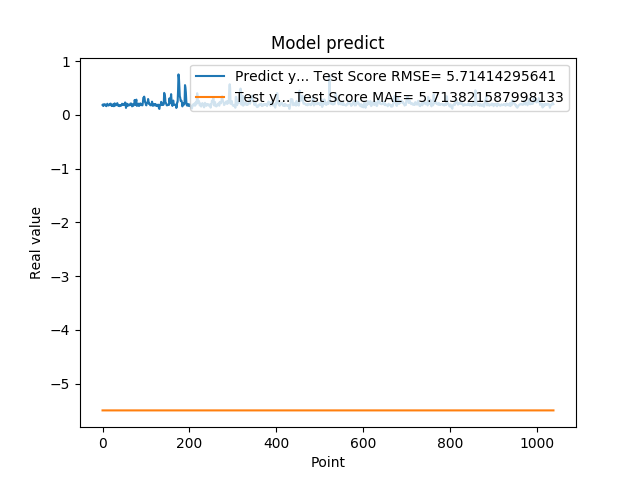 Model predict
Predict y... Test Score RMSE= 5.71414295641
Test y... Test Score MAE= 5.713821587998133
Real value
1
0
−1
−2
−3
−4
−5
0 200 400 600 800 1000
Point